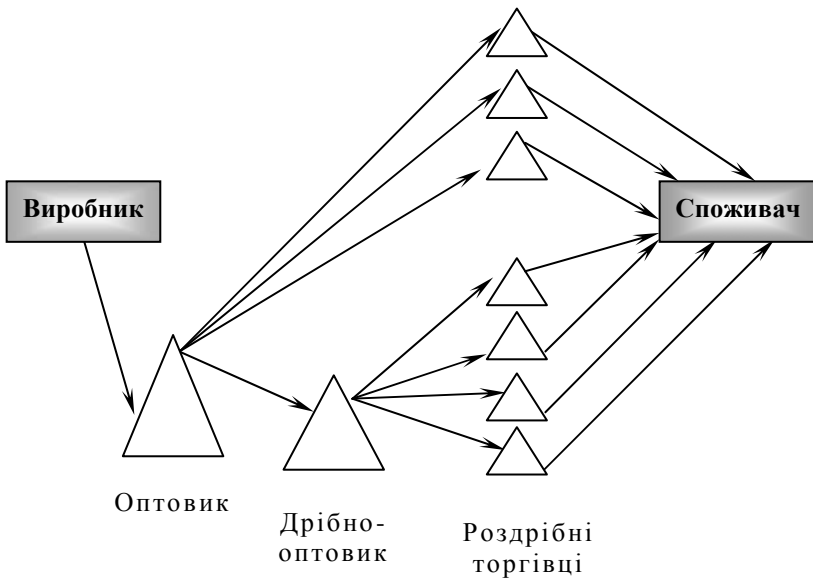 Виробник
Споживач
Оптовик
Дрібно-
оптовик
Роздрібні
торгівці